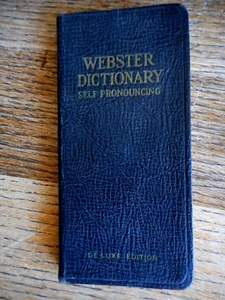 WEBSTER
DICTIONARY
SELF PRONOUNCING
DE LUXE EDITION